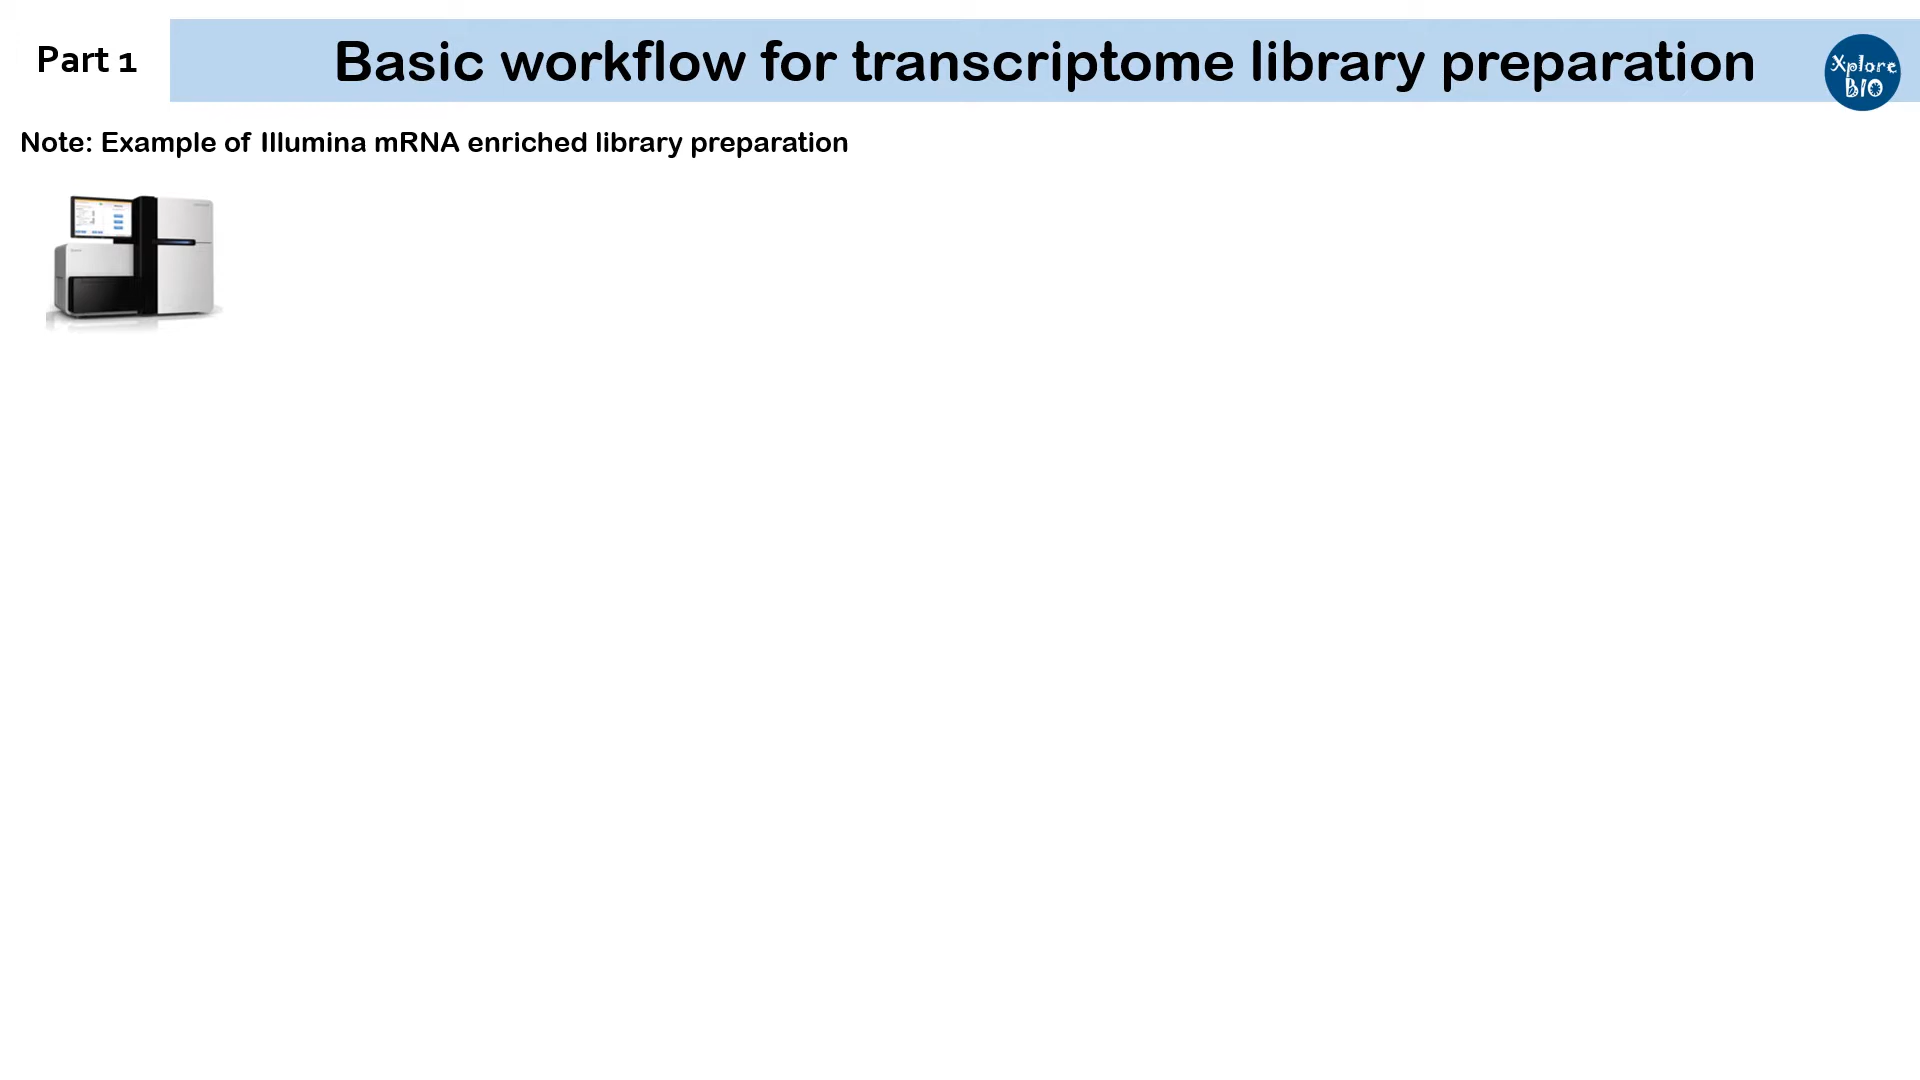 Part 1
Basic workflow for transcriptome library preparation
Xplore
BIO
Note: Example of Illumina mRNA enriched library preparation